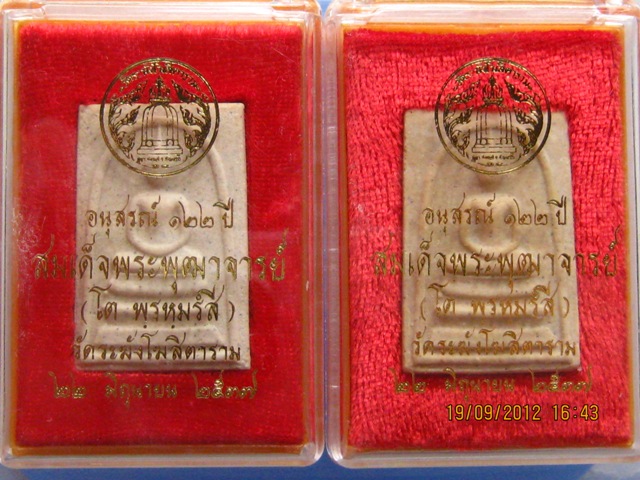 อนุสรณ์ ๑๒๒ ปี
สมเด็จพระพุฒาจารย์
(โต พรหฺมรํสี)
วัดระฆังโฆสิตาราม
๒๒ มิถุนายน ๒๕๓๗
อนุสรณ์ ๑๒๒ ปี
สมเด็จพระพุฒาจารย์
(โต พรหฺมรํสี)
วัดระฆังโฆสิตาราม
๒๒ มิถุนายน ๒๕๓๗
19/09/2012 16:43